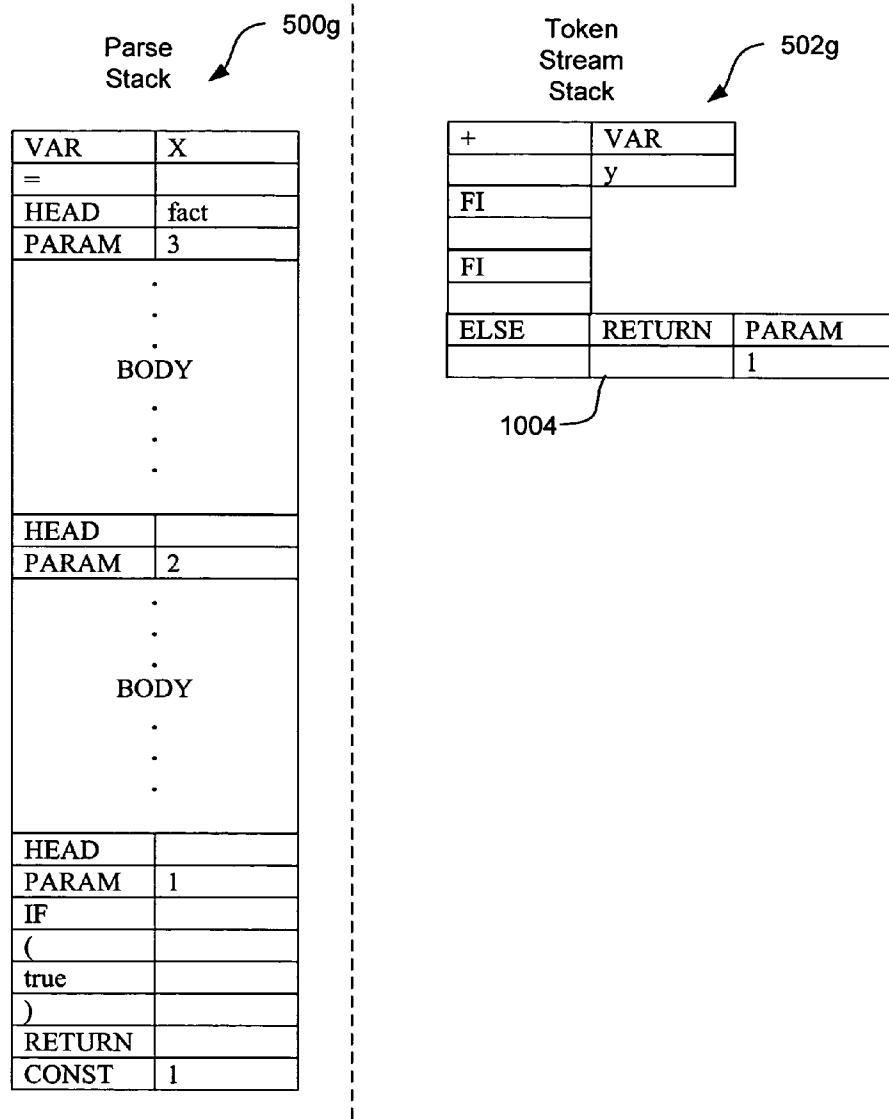 Parse
Stack
500g
VAR X
=
HEAD fact
PARAM 3
BODY
HEAD
PARAM 2
BODY
HEAD
PARAM 1
IF
(
true
)
RETURN
CONST 1
Token
Stream
Stack
502g
+ VAR
y
FI
FI
ELSE RETURN PARAM
1
1004